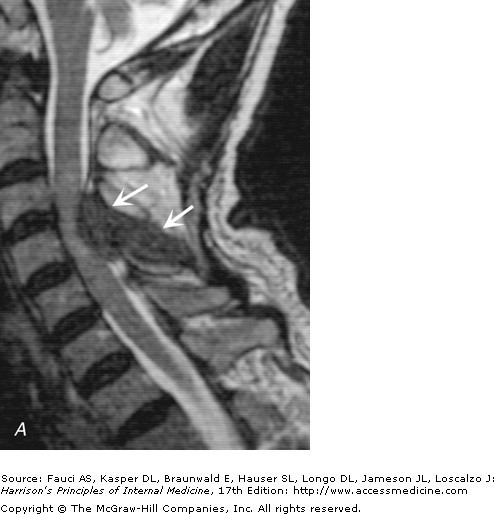 A
Source: Fauci AS, Kasper DL, Braunwald E, Hauser SL, Longo DL, Jameson JL, Loscalzo J:
Harrison's Principles of Internal Medicine, 17th Edition: http://www.accessmedicine.com
Copyright © The McGraw-Hill Companies, Inc. All rights reserved.